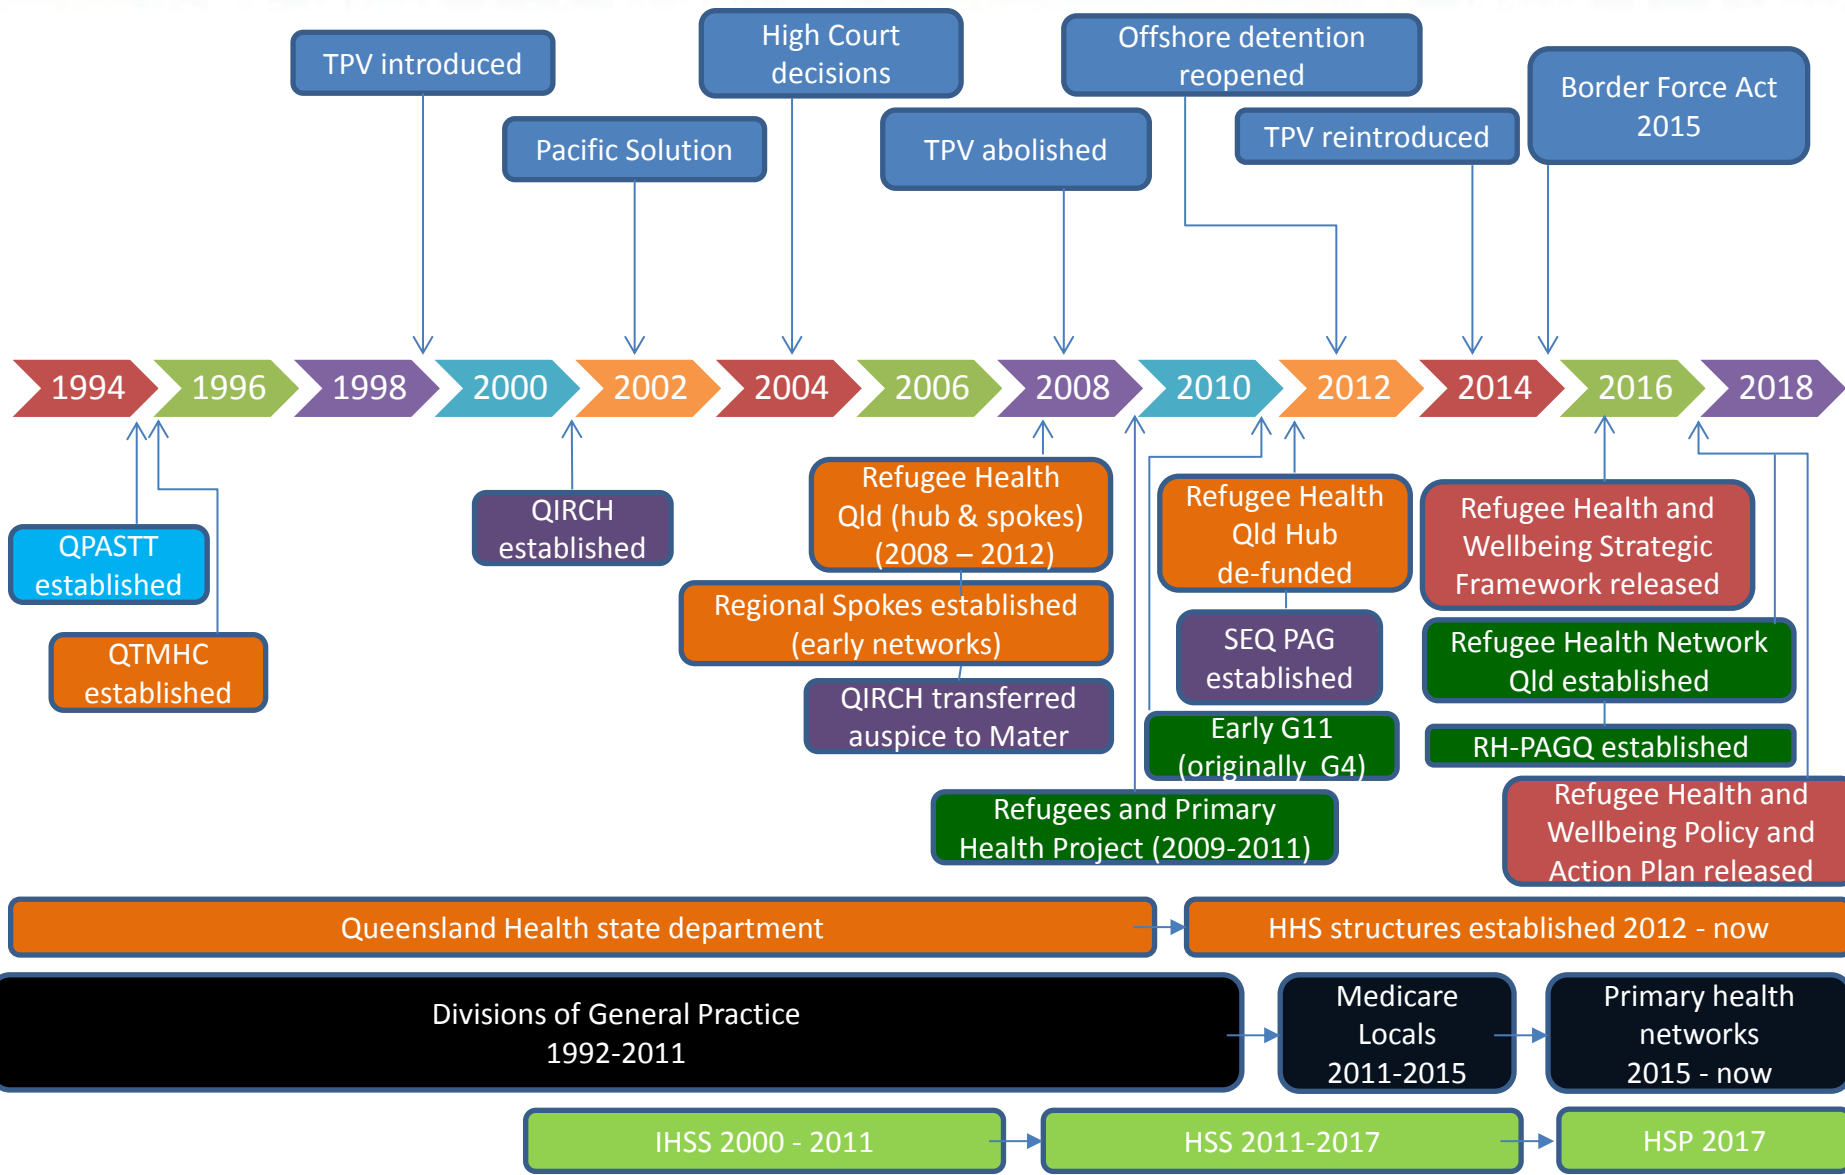 TPV introduced
High Court
decisions
Offshore detention
reopened
Border Force Act
2015
Pacific Solution
TPV abolished
TPV reintroduced
1994
1996
1998
2000
2002
2004
2006
2008
2010
2012
2014
2016
2018
QPASTT
established
QTMHC
established
QIRCH
established
Refugee Health
Qld (hub & spokes)
(2008 – 2012)
Regional Spokes established
(early networks)
QIRCH transferred
auspice to Mater
Refugees and Primary
Health Project (2009-2011)
Refugee Health
Qld Hub
de-funded
SEQ PAG
established
Early G11
(originally G4)
Refugee Health and
Wellbeing Strategic
Framework released
Refugee Health Network
Qld established
RH-PAGQ established
Refugee Health and
Wellbeing Policy and
Action Plan released
Queensland Health state department
HHS structures established 2012 - now
Divisions of General Practice
1992-2011
Medicare
Locals
2011-2015
Primary health
networks
2015 - now
IHSS 2000 - 2011
HSS 2011-2017
HSP 2017